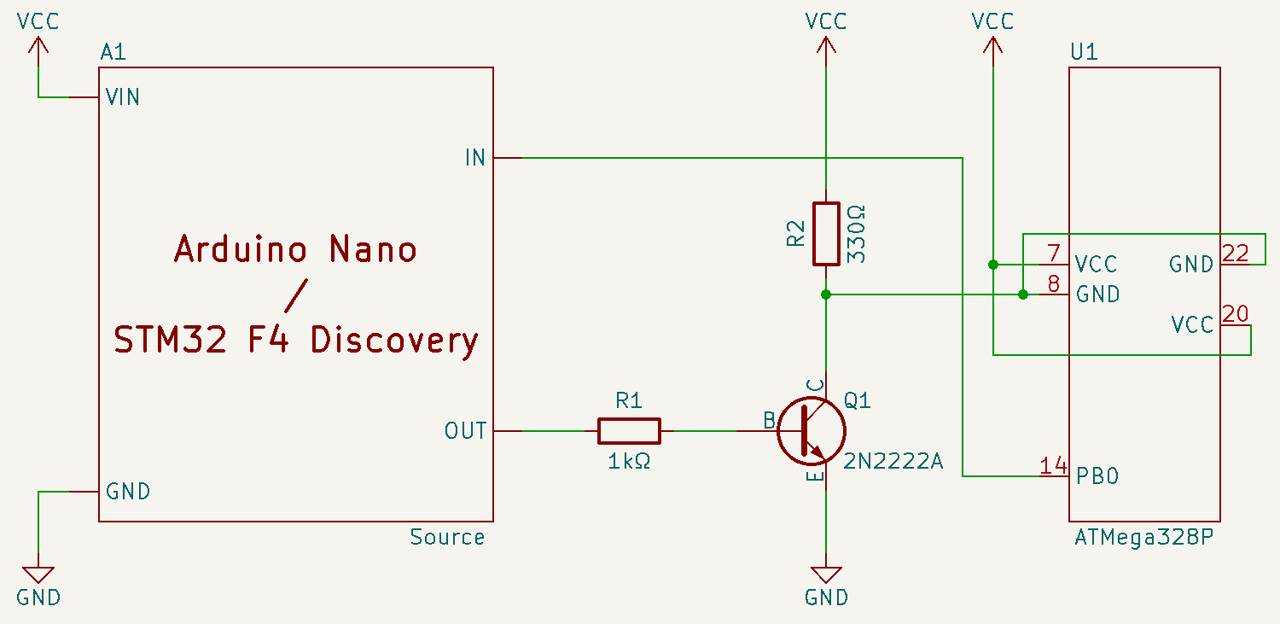 VCC
VCC
VCC
A1
U1
VIN
IN
R2
330Ω
Arduino Nano
/
STM32 F4 Discovery
7
VCC
GND
22
8
GND
VCC
20
C
R1
Q1
B
OUT
1kΩ
2N2222A
E
14
PB0
GND
Source
ATMega328P
GND
GND